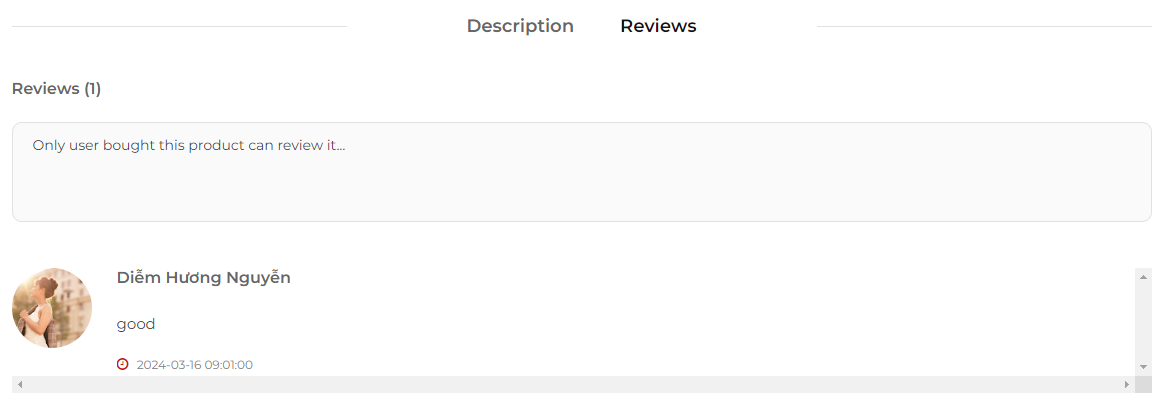 Description Reviews
Reviews (1)
Only user bought this product can review it...
Diễm Hương Nguyễn
good
2024-03-16 09:01:00